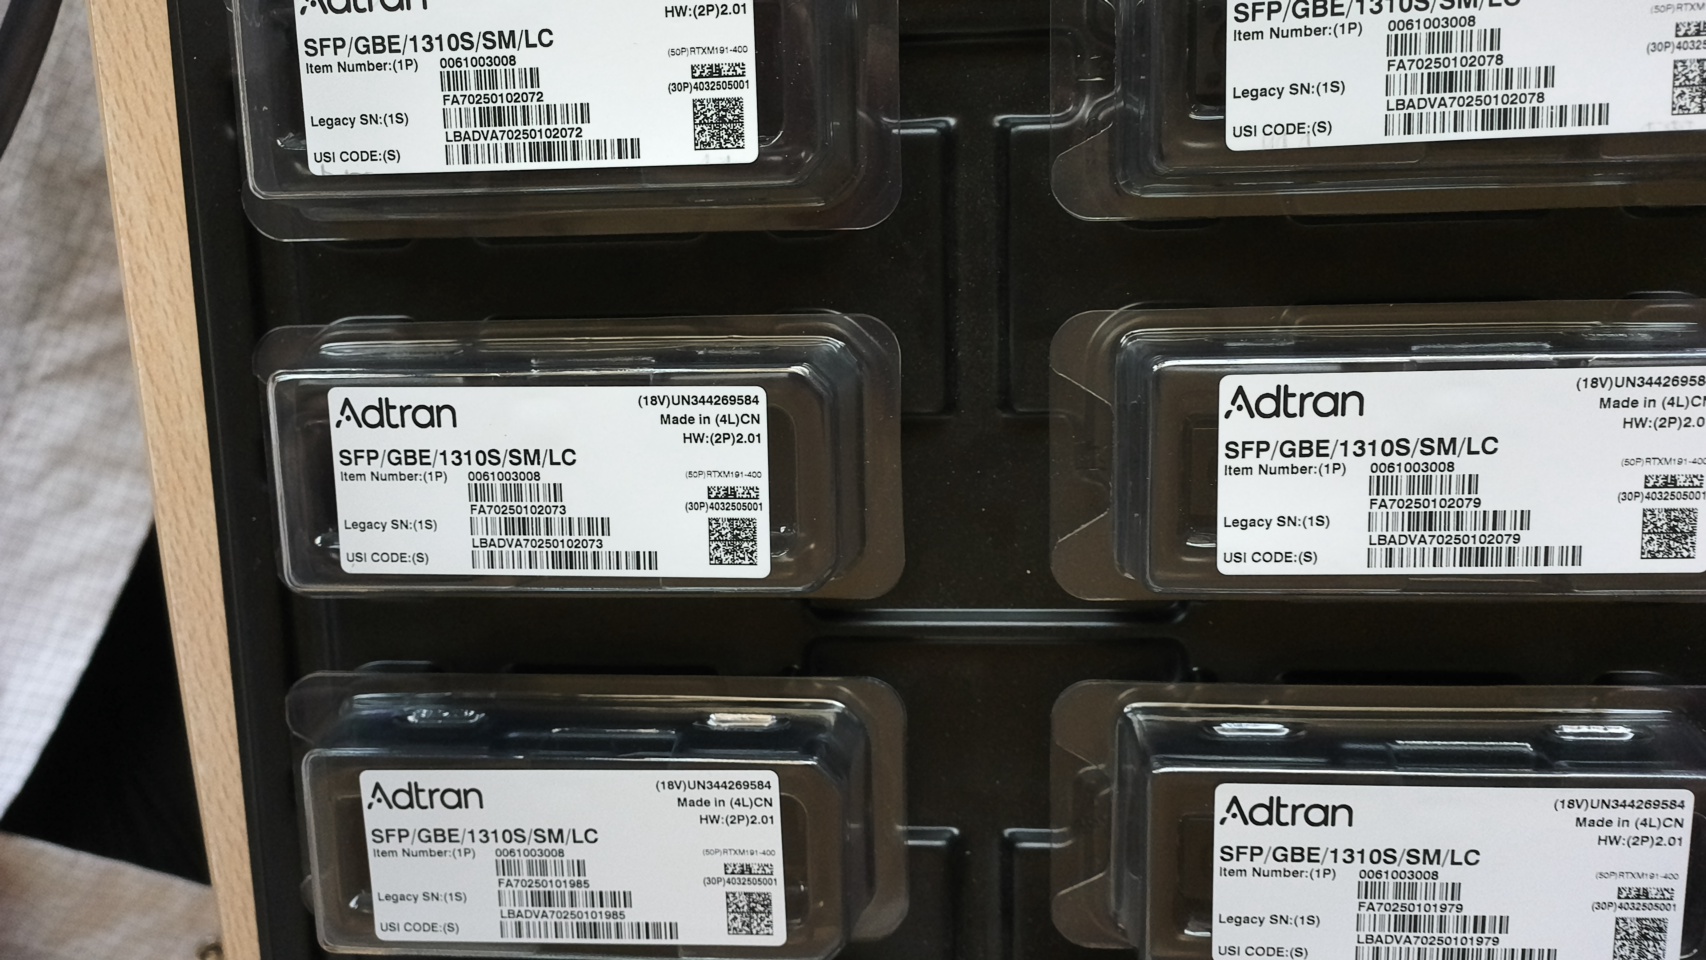 Adtran
HW:(2P)2.01
SFP/GBE/1310S/SM/LC
Item Number:(1P) 0061003008
(50P)RTXM191-400
FA70250102072
(30P)4032505001
Legacy SN:(1S)
LBADVA70250102072
USI CODE:(S)
SFP/GBE/1310S/SM/LC
Item Number:(1P) 0061003008
FA70250102078
Legacy SN:(1S)
LBADVA70250102078
USI CODE:(S)
Adtran
(18V)UN344269584
Made in (4L)CN
HW:(2P)2.01
SFP/GBE/1310S/SM/LC
Item Number:(1P) 0061003008
(50P)RTXM191-400
FA70250102073
(30P)4032505001
Legacy SN:(1S)
LBADVA70250102073
USI CODE:(S)
Adtran
(18V)UN344269584
Made in (4L)CN
HW:(2P)2.0
SFP/GBE/1310S/SM/LC
Item Number:(1P) 0061003008
(50P)RTXM191-400
FA70250102079
(30P)4032505001
Legacy SN:(1S)
LBADVA70250102079
USI CODE:(S)
Adtran
(18V)UN344269584
Made in (4L)CN
HW:(2P)2.01
SFP/GBE/1310S/SM/LC
Item Number:(1P) 0061003008
(50P)RTXM191-400
FA70250101985
(30P)4032505001
Legacy SN:(1S)
LBADVA70250101985
USI CODE:(S)
Adtran
(18V)UN344269584
Made in (4L)CN
HW:(2P)2.01
SFP/GBE/1310S/SM/LC
Item Number:(1P) 0061003008
(50P)RTXM191-400
FA70250101979
(30P)4032505001
Legacy SN:(1S)
LBADVA70250101979
USI CODE:(S)